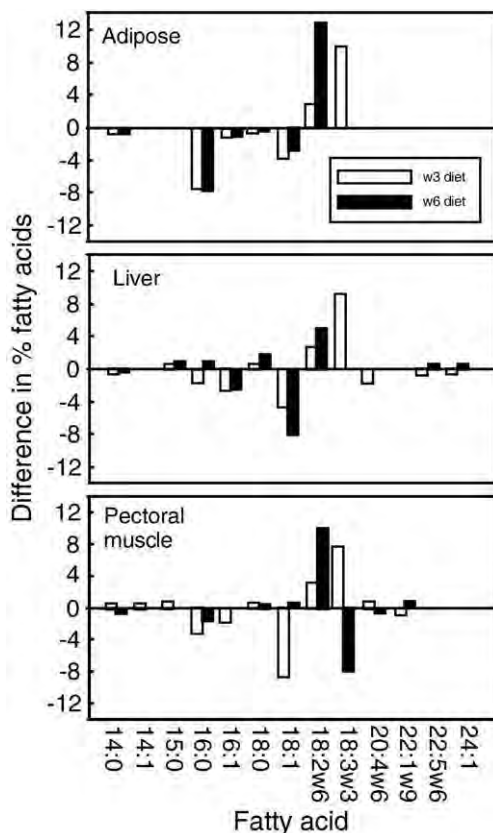 Difference in % fatty acids
Adipose
12
8
4
0
-4
-8
-12
w3 diet
w6 diet
Liver
12
8
4
0
-4
-8
-12
Pectoral
muscle
12
8
4
0
-4
-8
-12
14:0
14:1
15:0
16:0
16:1
18:0
18:1
18:2w6
18:3w3
20:4w6
22:1w9
22:5w6
24:1
Fatty acid